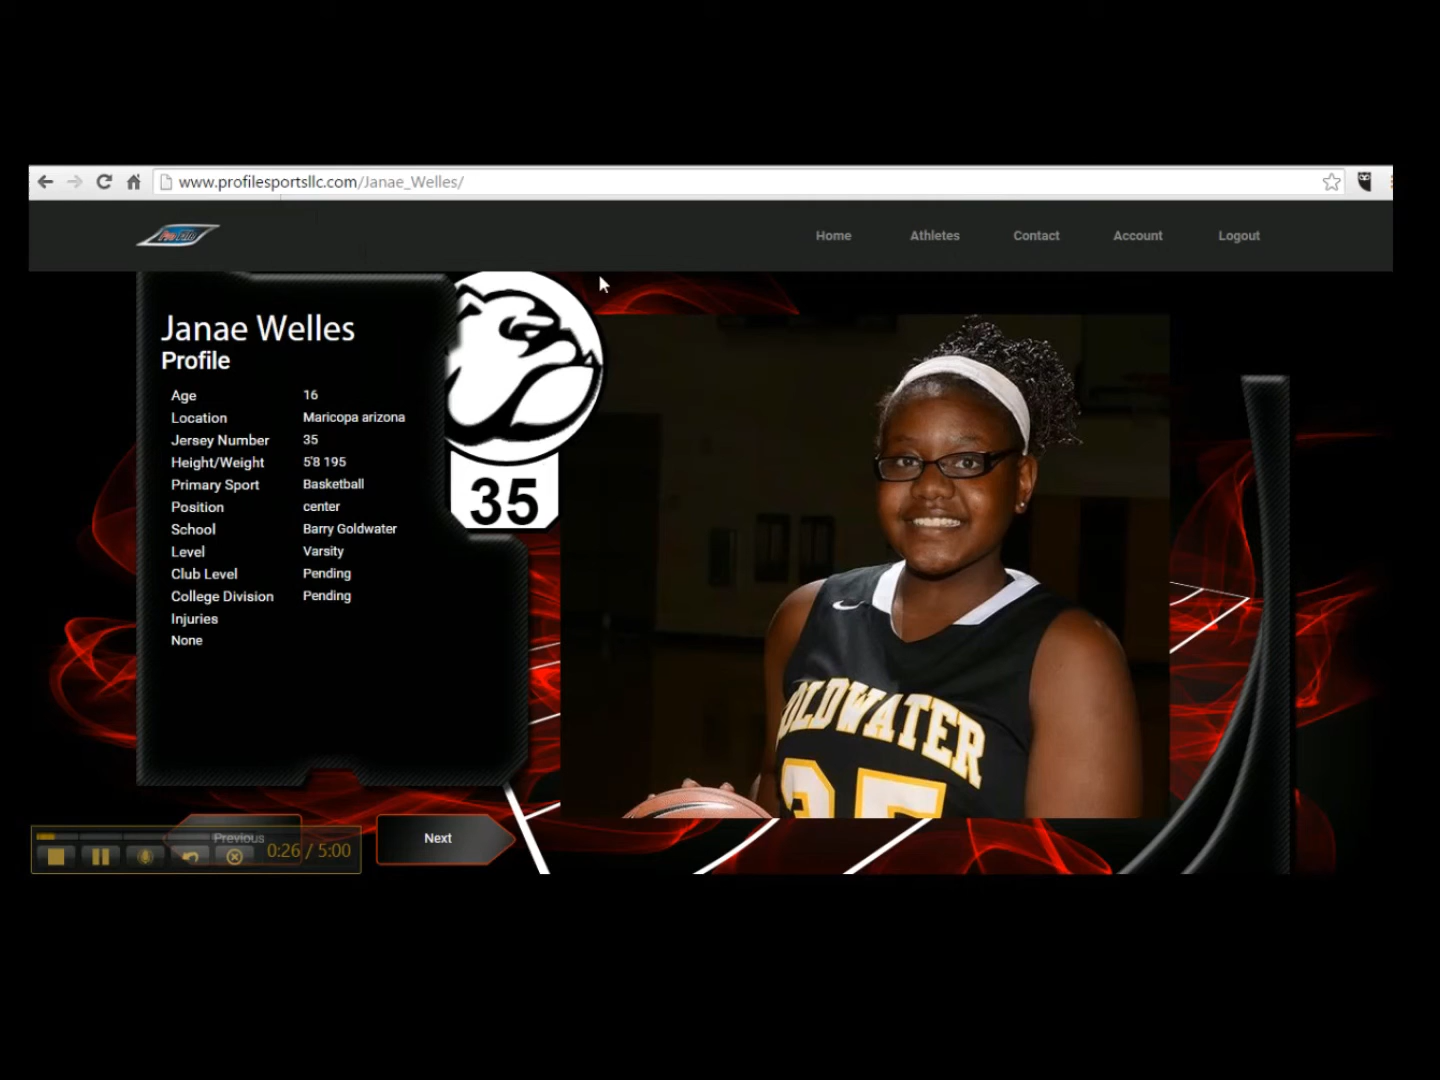 www.profilesportsllc.com/Janae_Welles/
Home Athletes Contact Account Logout
Janae Welles
Profile
Age 16
Location Maricopa arizona
Jersey Number 35
Height/Weight 5'8 195
Primary Sport Basketball
Position center
School Barry Goldwater
Level Varsity
Club Level Pending
College Division Pending
Injuries
None
35
OLDWATER
35
Previous
Next
0:26 / 5:00